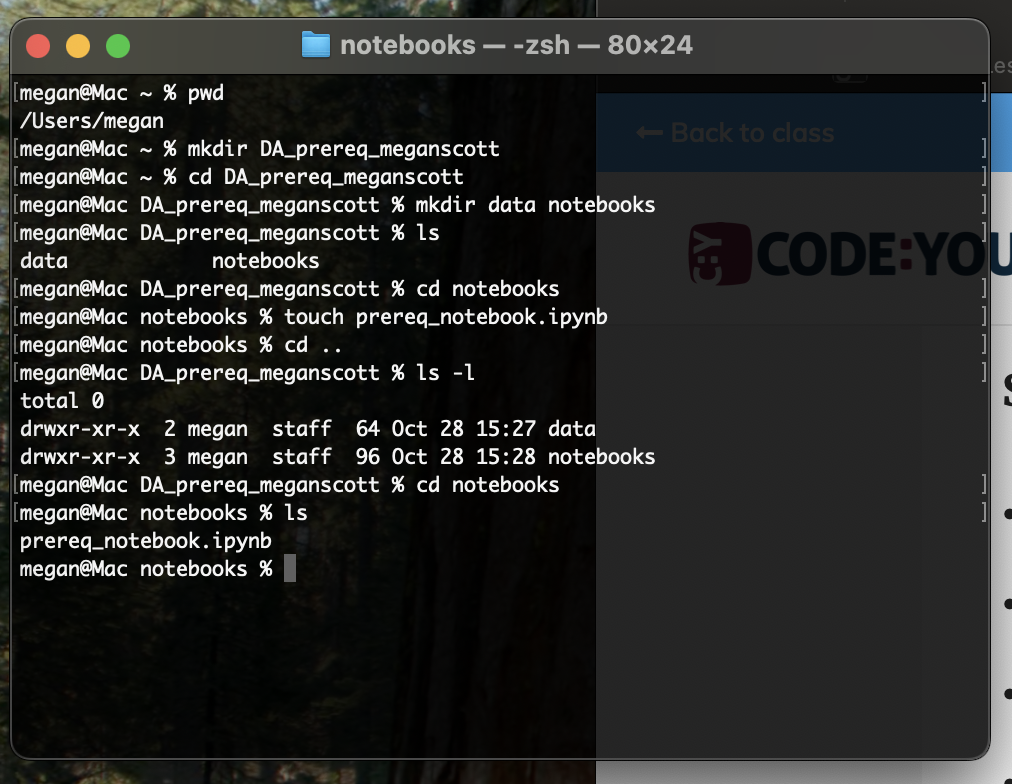 notebooks — -zsh — 80×24
megan@Mac ~ % pwd
/Users/megan
megan@Mac ~ % mkdir DA_prereq_meganscott
megan@Mac ~ % cd DA_prereq_meganscott
megan@Mac DA_prereq_meganscott % mkdir data notebooks
megan@Mac DA_prereq_meganscott % ls
data notebooks
megan@Mac DA_prereq_meganscott % cd notebooks
megan@Mac notebooks % touch prereq_notebook.ipynb
megan@Mac notebooks % cd ..
megan@Mac DA_prereq_meganscott % ls -l
total 0
drwxr-xr-x 2 megan staff 64 Oct 28 15:27 data
drwxr-xr-x 3 megan staff 96 Oct 28 15:28 notebooks
megan@Mac DA_prereq_meganscott % cd notebooks
megan@Mac notebooks % ls
prereq_notebook.ipynb
megan@Mac notebooks %
← Back to class
CY CODE:YOU